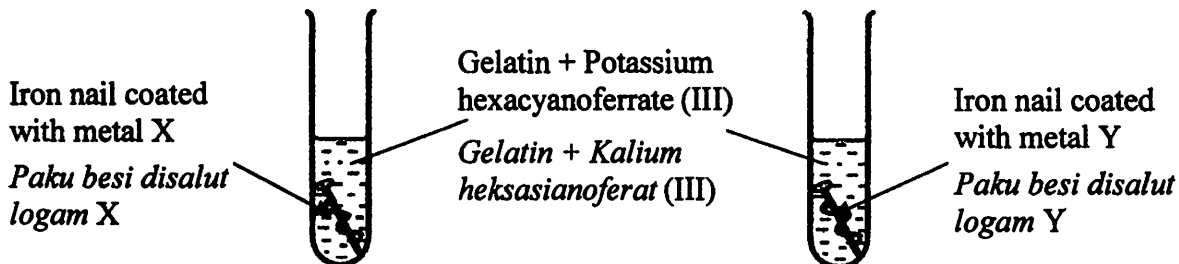 Iron nail coated
with metal X
Paku besi disalut
logam X
Gelatin + Potassium
hexacyanoferrate (III)
Gelatin + Kalium
heksasianoferat (III)
Iron nail coated
with metal Y
Paku besi disalut
logam Y